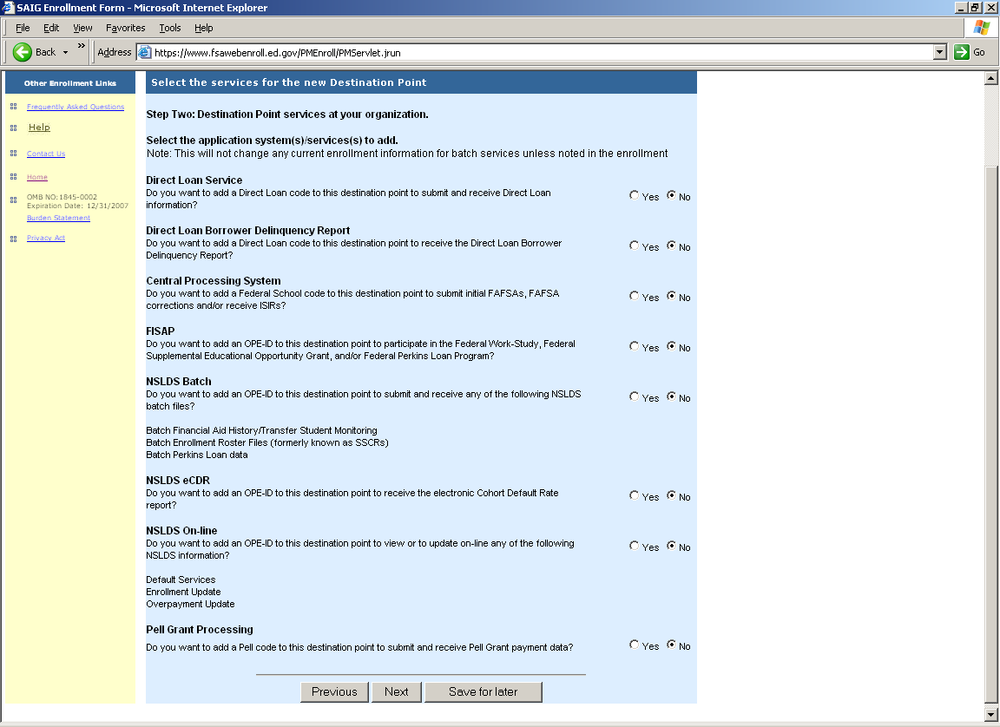 SAIG Enrollment Form - Microsoft Internet Explorer
File Edit View Favorites Tools Help
Back » Address https://www.fsawebenroll.ed.gov/PMEnroll/PMServlet.jrun Go
Other Enrollment Links
Frequently Asked Questions
Help
Contact Us
Home
OMB NO:1845-0002
Expiration Date: 12/31/2007
Burden Statement
Privacy Act
Select the services for the new Destination Point
Step Two: Destination Point services at your organization.
Select the application system(s)/services(s) to add.
Note: This will not change any current enrollment information for batch services unless noted in the enrollment
Direct Loan Service
Do you want to add a Direct Loan code to this destination point to submit and receive Direct Loan
information?
Yes No
Direct Loan Borrower Delinquency Report
Do you want to add a Direct Loan code to this destination point to receive the Direct Loan Borrower
Delinquency Report?
Yes No
Central Processing System
Do you want to add a Federal School code to this destination point to submit initial FAFSAs, FAFSA
corrections and/or receive ISIRs?
Yes No
FISAP
Do you want to add an OPE-ID to this destination point to participate in the Federal Work-Study, Federal
Supplemental Educational Opportunity Grant, and/or Federal Perkins Loan Program?
Yes No
NSLDS Batch
Do you want to add an OPE-ID to this destination point to submit and receive any of the following NSLDS
batch files?
Yes No
Batch Financial Aid History/Transfer Student Monitoring
Batch Enrollment Roster Files (formerly known as SSCRs)
Batch Perkins Loan data
NSLDS eCDR
Do you want to add an OPE-ID to this destination point to receive the electronic Cohort Default Rate
report?
Yes No
NSLDS On-line
Do you want to add an OPE-ID to this destination point to view or to update on-line any of the following
NSLDS information?
Yes No
Default Services
Enrollment Update
Overpayment Update
Pell Grant Processing
Do you want to add a Pell code to this destination point to submit and receive Pell Grant payment data?
Yes No
Previous Next Save for later